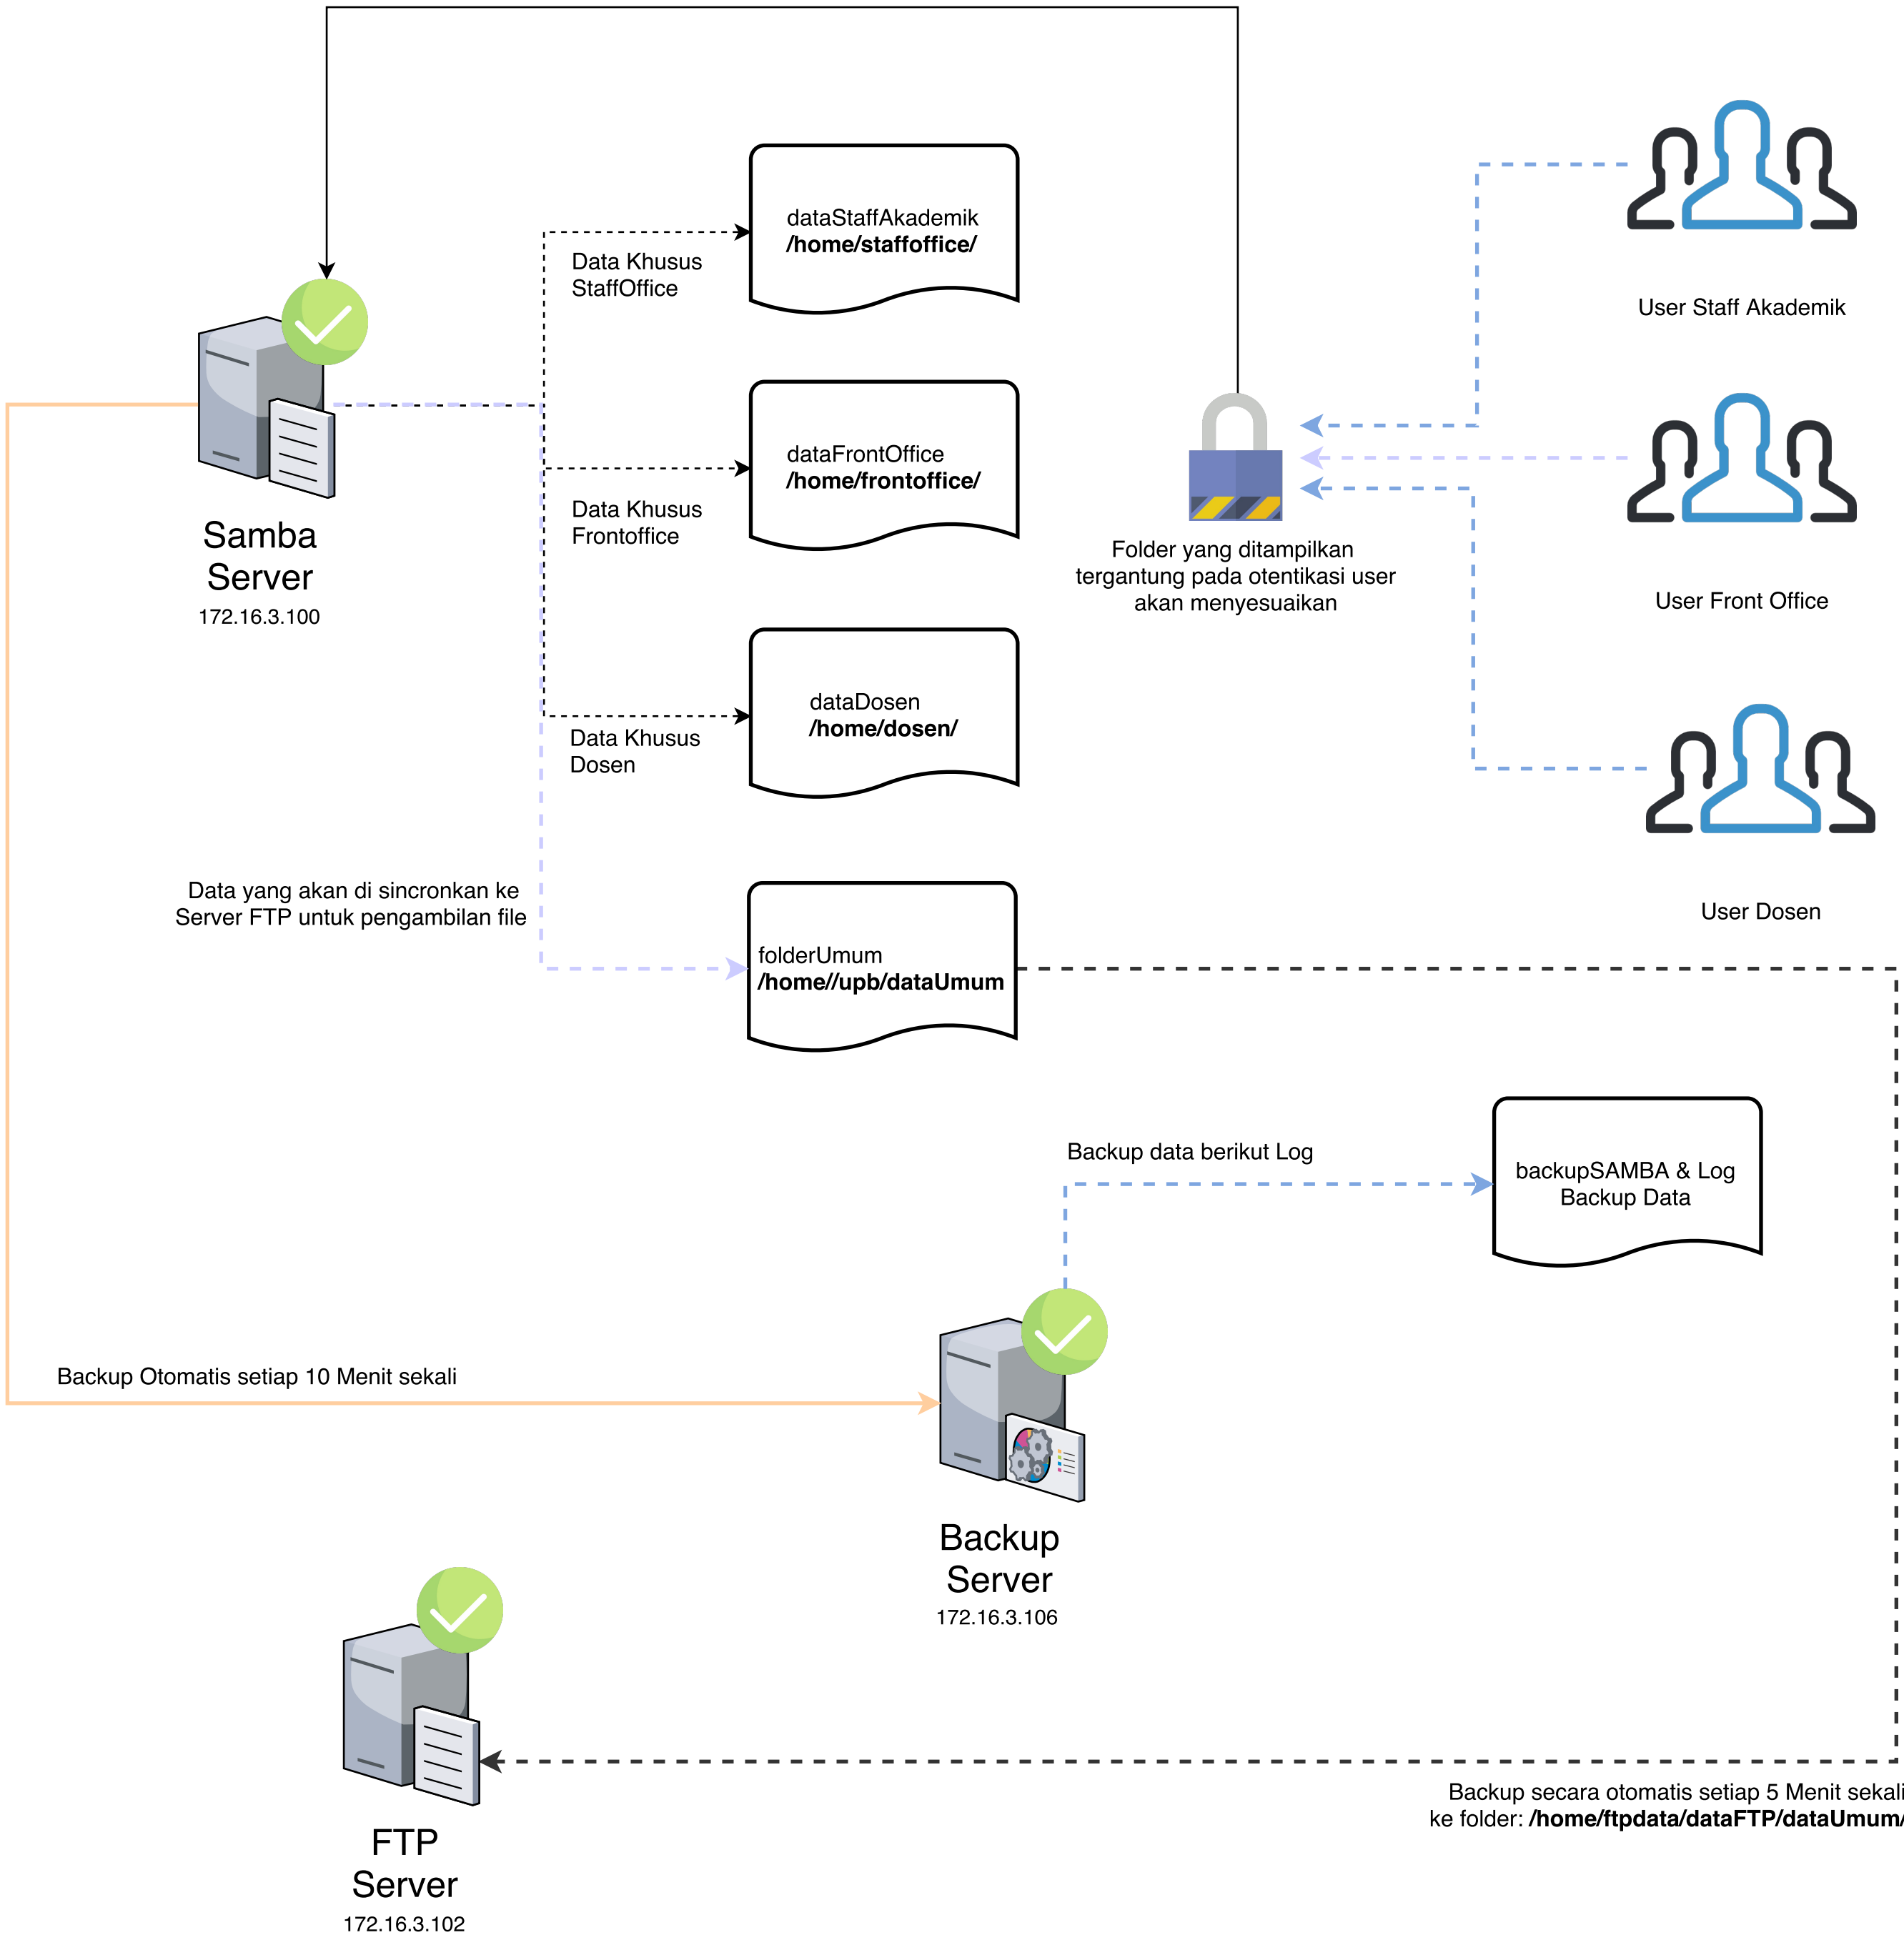 dataStaffAkademik
/home/staffoffice/
Data Khusus
StaffOffice
User Staff Akademik
dataFrontOffice
/home/frontoffice/
Data Khusus
Frontoffice
Samba
Server
172.16.3.100
Folder yang ditampilkan
tergantung pada otentikasi user
akan menyesuaikan
User Front Office
dataDosen
/home/dosen/
Data Khusus
Dosen
Data yang akan di sincronkan ke
Server FTP untuk pengambilan file
User Dosen
folderUmum
/home//upb/dataUmum
Backup data berikut Log
backupSAMBA & Log
Backup Data
Backup Otomatis setiap 10 Menit sekali
Backup
Server
172.16.3.106
Backup secara otomatis setiap 5 Menit sekali
ke folder: /home/ftpdata/dataFTP/dataUmum/
FTP
Server
172.16.3.102